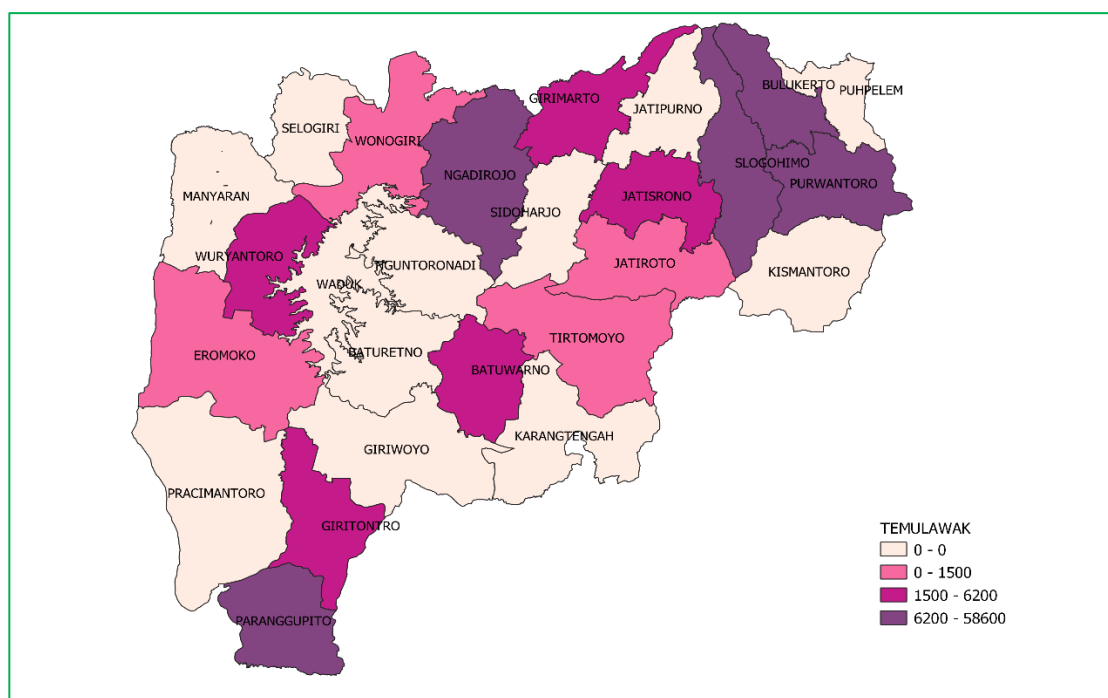 BULUKERTO
PUHPELEM
GIRIMARTO
JATIPURNO
SELOGIRI
WONOGIRI
SLOGOHIMO
NGADIROJO
PURWANTORO
MANYARAN
JATISRONO
SIDOHARJO
WURYANTORO
NGUNTORONADI
JATIROTO
KISMANTORO
WADUK
TIRTOMOYO
EROMOKO
BATURETNO
BATUWARNO
KARANGTENGAH
GIRIWOYO
PRACIMANTORO
GIRITONTRO
PARANGGUPITO
TEMULAWAK
0 - 0
0 - 1500
1500 - 6200
6200 - 58600